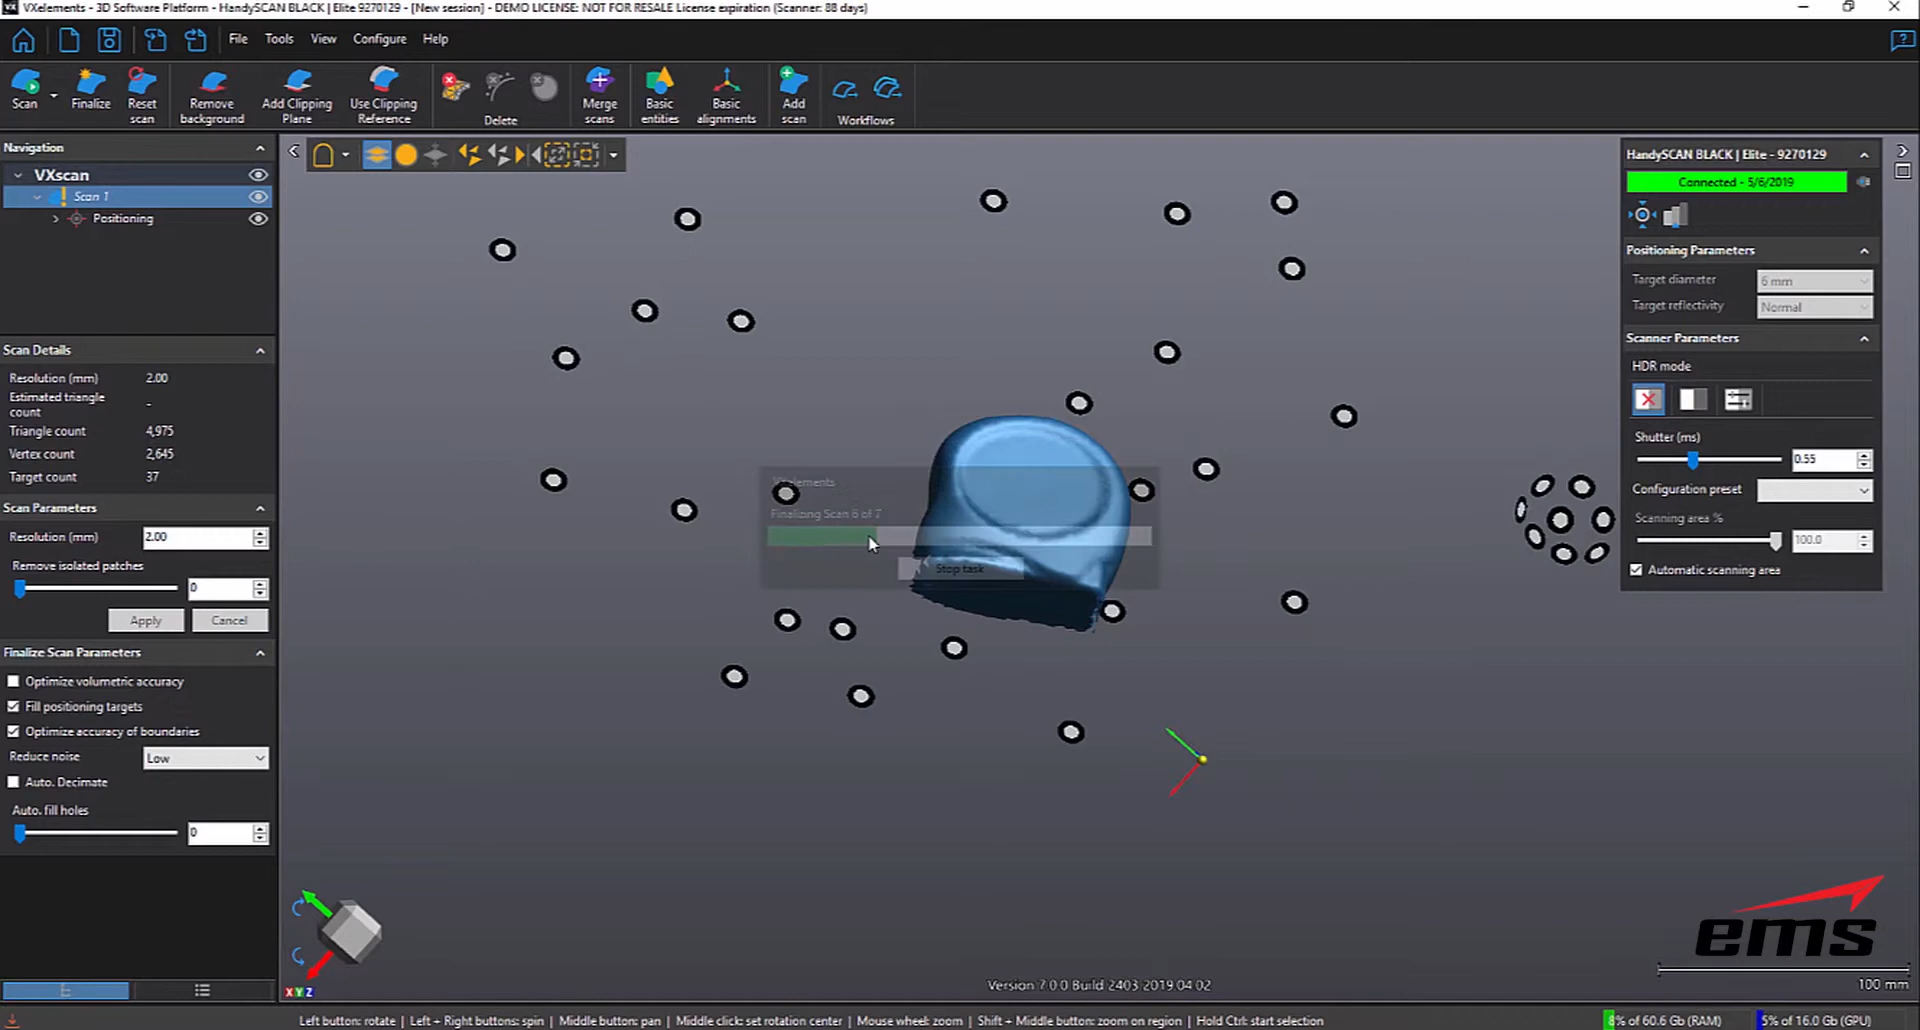 VXelements - 3D Software Platform - HandySCAN BLACK | Elite 9270129 - [New session] - DEMO LICENSE: NOT FOR RESALE License expiration (Scanner: 88 days)
File Tools View Configure Help
Scan
Finalize
Reset scan
Remove background
Add Clipping Plane
Use Clipping Reference
Delete
Merge scans
Basic entities
Basic alignments
Add scan
Workflows
Navigation
VXscan
Scan 1
Positioning
Scan Details
Resolution (mm) 2.00
Estimated triangle count -
Triangle count 4,975
Vertex count 2,645
Target count 37
Scan Parameters
Resolution (mm) 2.00
Remove isolated patches
0
Apply Cancel
Finalize Scan Parameters
Optimize volumetric accuracy
Fill positioning targets
Optimize accuracy of boundaries
Reduce noise Low
Auto. Decimate
Auto. fill holes
0
VXelements
Finalizing Scan 6 of 7
Stop task
HandySCAN BLACK | Elite - 9270129
Connected - 5/6/2019
Positioning Parameters
Target diameter 6 mm
Target reflectivity Normal
Scanner Parameters
HDR mode
Shutter (ms)
0.55
Configuration preset
Scanning area %
100.0
Automatic scanning area
ems
XYZ
Version 7.0.0 Build 2403 2019 04 02
100 mm
Left button: rotate | Left + Right buttons: spin | Middle button: pan | Middle click: set rotation center | Mouse wheel: zoom | Shift + Middle button: zoom on region | Hold Ctrl: start selection
8% of 60.6 Gb (RAM) 5% of 16.0 Gb (GPU)